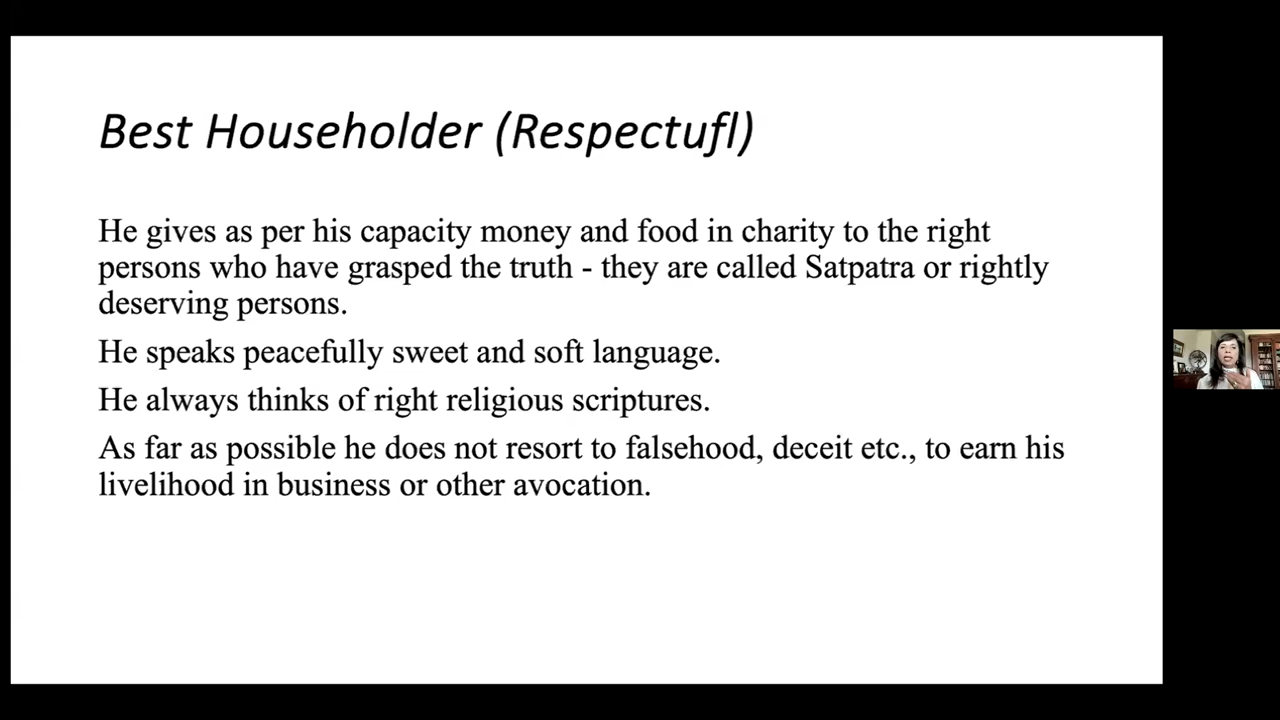 Best Householder (Respectufl)
He gives as per his capacity money and food in charity to the right
persons who have grasped the truth - they are called Satpatra or rightly
deserving persons.
He speaks peacefully sweet and soft language.
He always thinks of right religious scriptures.
As far as possible he does not resort to falsehood, deceit etc., to earn his
livelihood in business or other avocation.